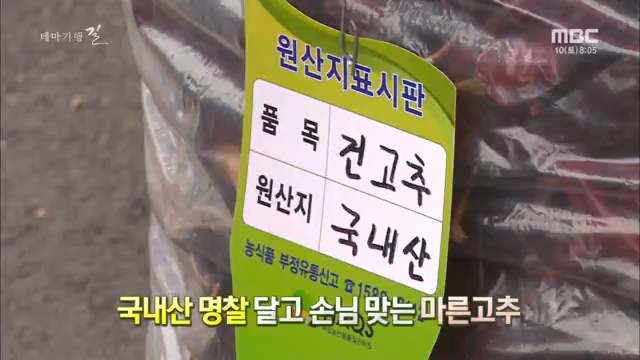 테마기행 길
MBC
10(토)8:05
원산지표시판
품 목 건고추
원산지 국내산
농식품 부정유통신고 ☎1588
국내산 명찰 달고 손님 맞는 마른고추